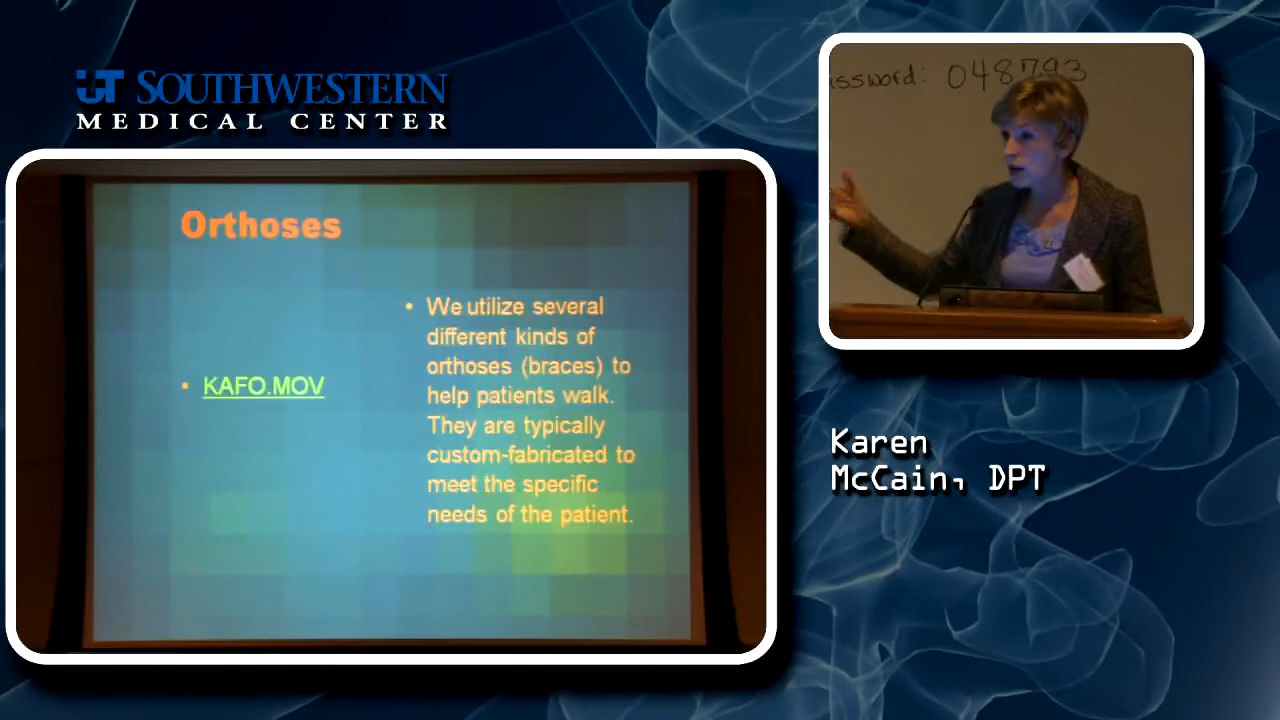 UT SOUTHWESTERN
MEDICAL CENTER
Orthoses
• KAFO.MOV
• We utilize several
different kinds of
orthoses (braces) to
help patients walk.
They are typically
custom-fabricated to
meet the specific
needs of the patient.
ssword: 048793
Karen
McCain, DPT